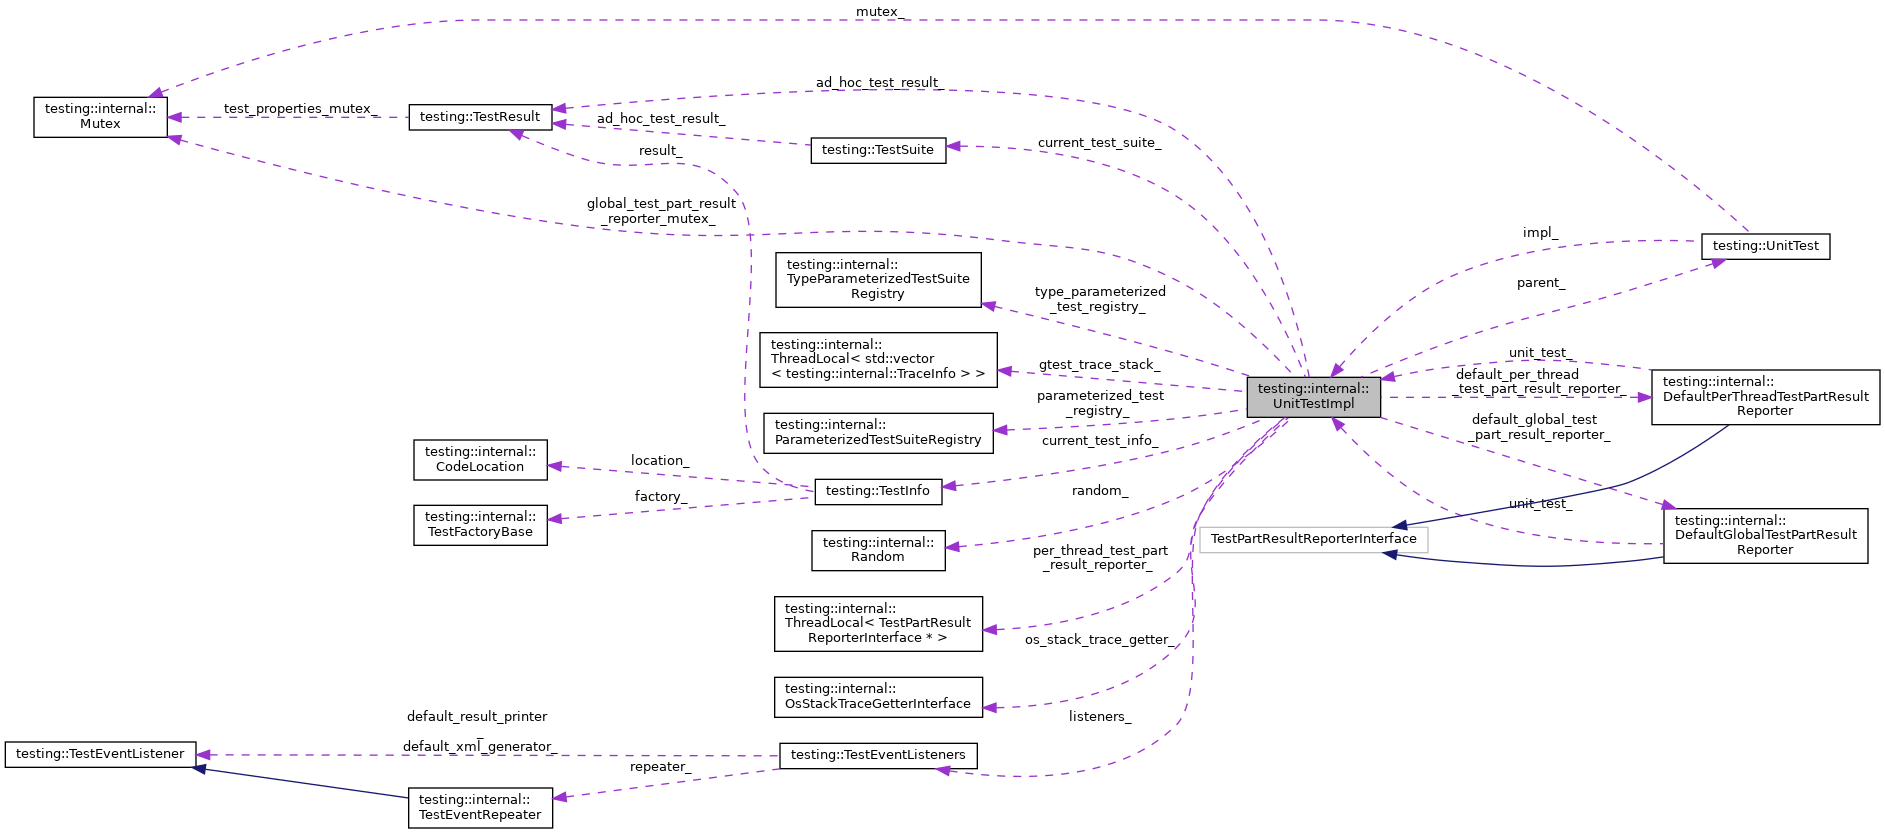 mutex_
ad_hoc_test_result_
testing::internal::
Mutex
test_properties_mutex_
testing::TestResult
ad_hoc_test_result_
result_
testing::TestSuite
current_test_suite_
global_test_part_result
_reporter_mutex_
impl_
testing::UnitTest
parent_
testing::internal::
TypeParameterizedTestSuite
Registry
type_parameterized
_test_registry_
testing::internal::
ThreadLocal< std::vector
< testing::internal::TraceInfo > >
gtest_trace_stack_
testing::internal::
UnitTestImpl
unit_test_
default_per_thread
_test_part_result_reporter_
testing::internal::
DefaultPerThreadTestPartResult
Reporter
testing::internal::
ParameterizedTestSuiteRegistry
parameterized_test
_registry_
current_test_info_
default_global_test
_part_result_reporter_
testing::internal::
CodeLocation
location_
testing::TestInfo
factory_
testing::internal::
TestFactoryBase
random_
testing::internal::
Random
unit_test_
TestPartResultReporterInterface
testing::internal::
DefaultGlobalTestPartResult
Reporter
per_thread_test_part
_result_reporter_
testing::internal::
ThreadLocal< TestPartResult
ReporterInterface * >
os_stack_trace_getter_
testing::internal::
OsStackTraceGetterInterface
listeners_
default_result_printer
_
default_xml_generator_
testing::TestEventListener
testing::TestEventListeners
repeater_
testing::internal::
TestEventRepeater